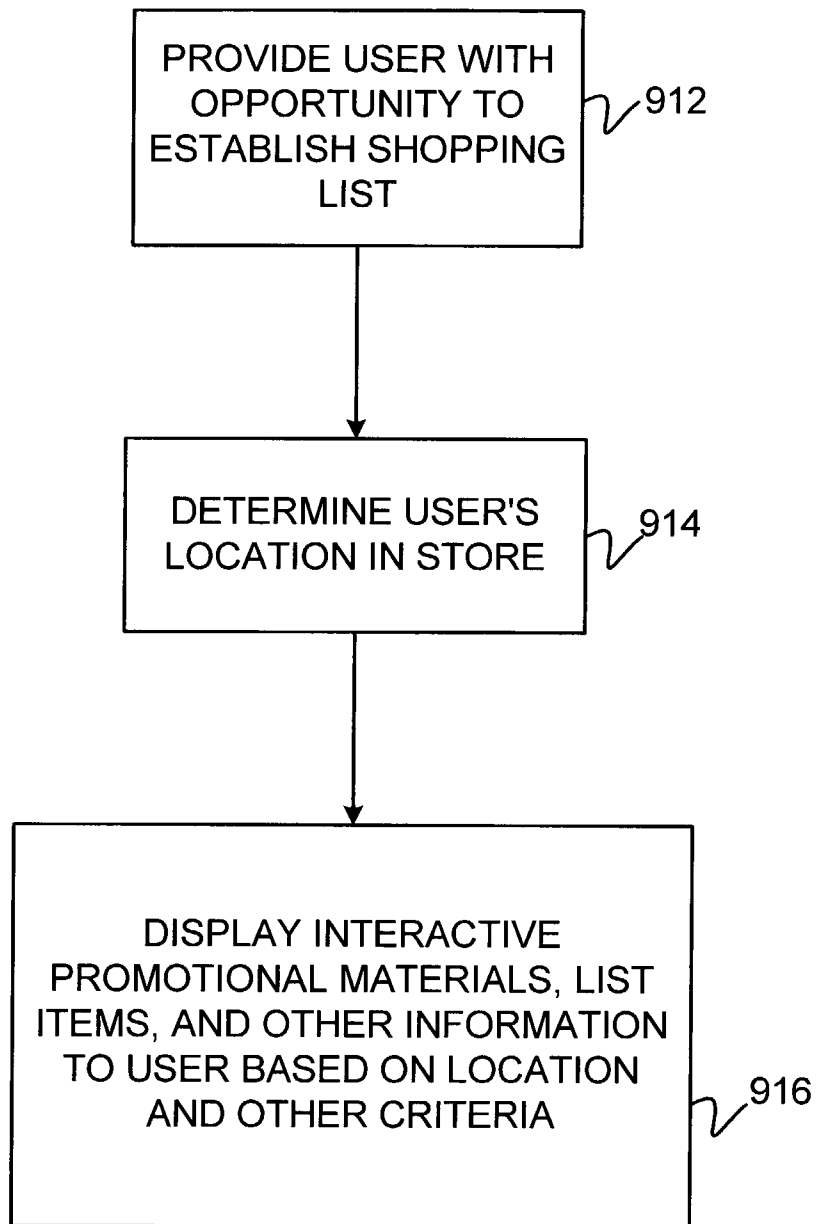 PROVIDE USER WITH
OPPORTUNITY TO
ESTABLISH SHOPPING
LIST
912
DETERMINE USER'S
LOCATION IN STORE
914
DISPLAY INTERACTIVE
PROMOTIONAL MATERIALS, LIST
ITEMS, AND OTHER INFORMATION
TO USER BASED ON LOCATION
AND OTHER CRITERIA
916